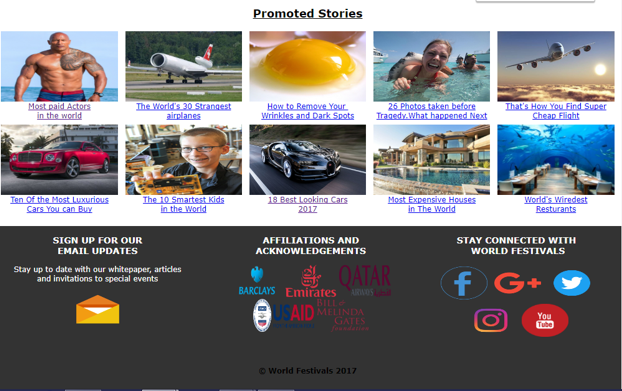 Promoted Stories
Most paid Actors
in the world
The World's 30 Strangest
airplanes
How to Remove Your
Wrinkles and Dark Spots
26 Photos taken before
Tragedy.What happened Next
That's How You Find Super
Cheap Flight
Ten Of the Most Luxurious
Cars You can Buy
The 10 Smartest Kids
in the World
18 Best Looking Cars
2017
Most Expensive Houses
in The World
World's Wiredest
Resturants
SIGN UP FOR OUR
EMAIL UPDATES
Stay up to date with our whitepaper, articles
and invitations to special events
AFFILIATIONS AND
ACKNOWLEDGEMENTS
BARCLAYS
Emirates
QATAR
AIRWAYS
USAID
BILL &
MELINDA
GATES
foundation
STAY CONNECTED WITH
WORLD FESTIVALS
f
G+
You
Tube
© World Festivals 2017